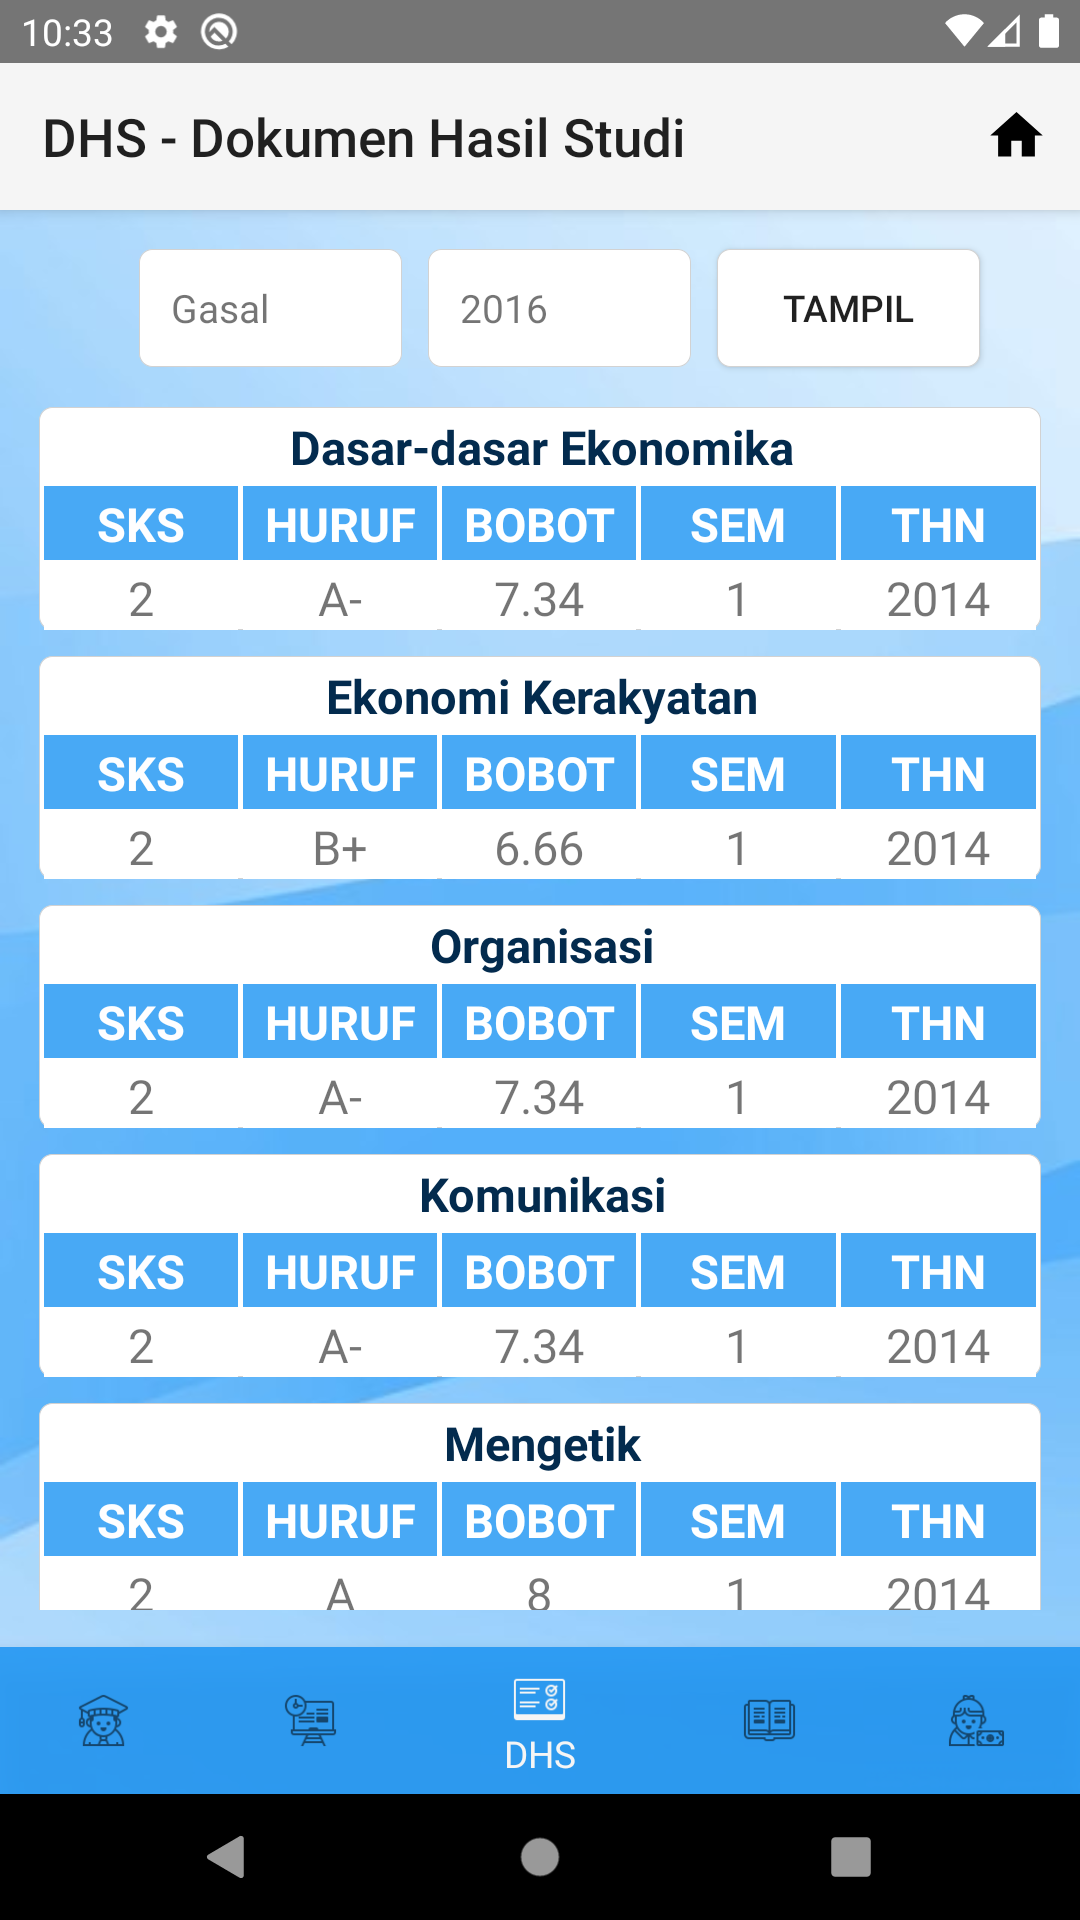 10:33
DHS - Dokumen Hasil Studi
Gasal 2016 TAMPIL
Dasar-dasar Ekonomika
SKS HURUF BOBOT SEM THN
2 A- 7.34 1 2014
Ekonomi Kerakyatan
SKS HURUF BOBOT SEM THN
2 B+ 6.66 1 2014
Organisasi
SKS HURUF BOBOT SEM THN
2 A- 7.34 1 2014
Komunikasi
SKS HURUF BOBOT SEM THN
2 A- 7.34 1 2014
Mengetik
SKS HURUF BOBOT SEM THN
2 A 8 1 2014
DHS